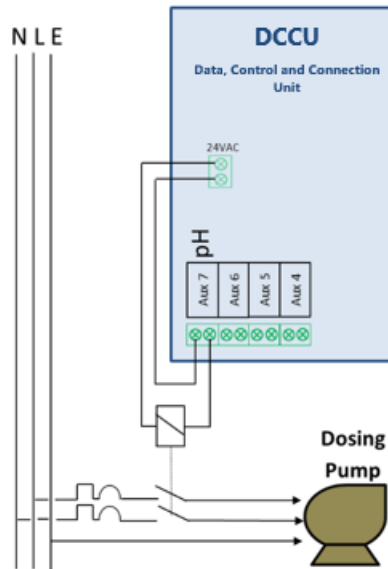 DCCU
N L E
Data, Control and Connection
Unit
24VAC
pH
Aux 7
Aux 6
Aux 5
Aux 4
Dosing
Pump